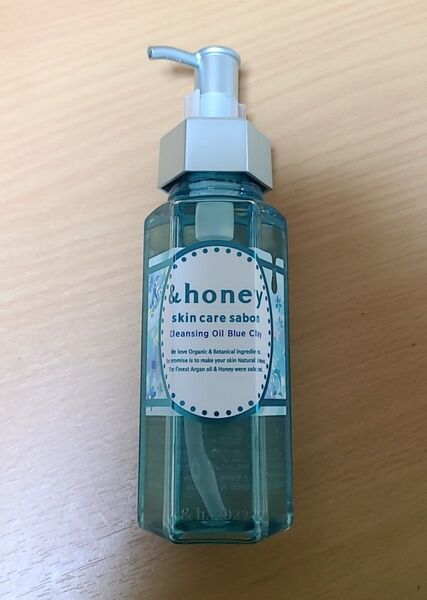 &honey
skin care sabon
Cleansing Oil Blue Clay
We love Organic & Botanical ingredients.
promise is to make your skin Natural &
The Finest Argan oil & Honey were selected.